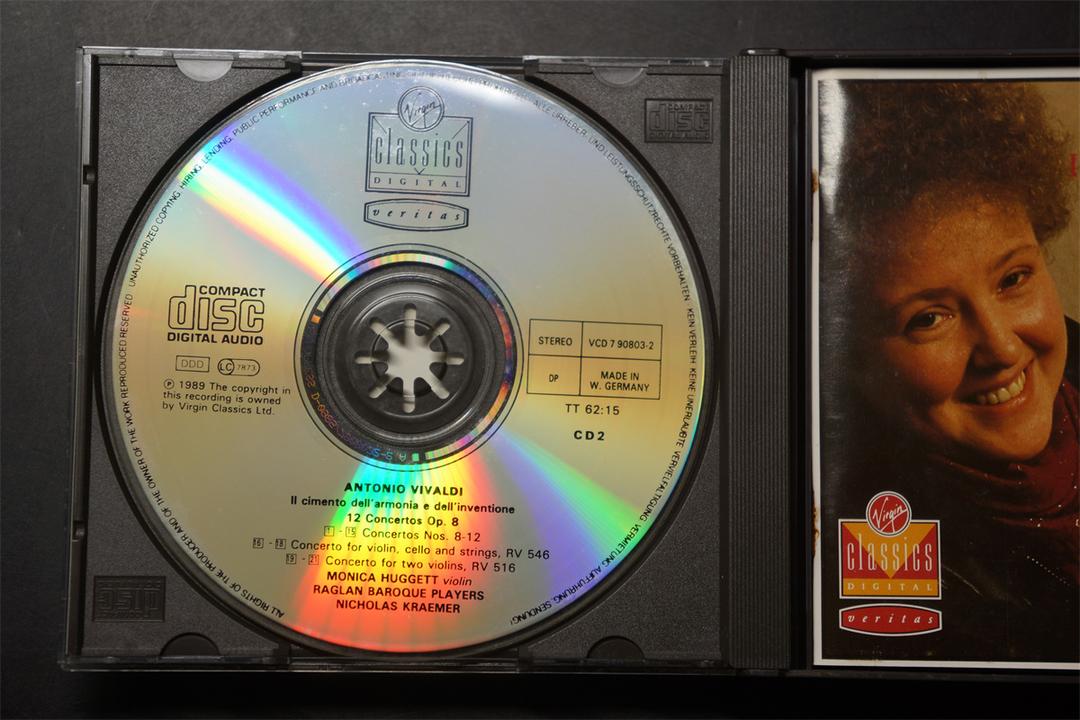 UNAUTHORIZED COPYING, HIRING, LENDING, PUBLIC PERFORMANCE AND BROADCASTING
ALLE URHEBER- UND LEISTUNGSSCHUTZRECHTE VORBEHALTEN. KEIN VERLEIH! KEINE UNERLAUBTE VERVIELFÄLTIGUNG, VERMIETUNG, AUFFÜHRUNG, SENDUNG!
ALL RIGHTS OF THE PRODUCER AND OF THE OWNER OF THE WORK REPRODUCED RESERVED.
Virgin
classics
DIGITAL
veritas
COMPACT
disc
DIGITAL AUDIO
DDD LC 7873
℗ 1989 The copyright in
this recording is owned
by Virgin Classics Ltd.
STEREO VCD 7 90803-2
DP MADE IN
W. GERMANY
TT 62:15
CD 2
ANTONIO VIVALDI
Il cimento dell'armonia e dell'inventione
12 Concertos Op. 8
1 - 15 Concertos Nos. 8-12
16 - 18 Concerto for violin, cello and strings, RV 546
19 - 21 Concerto for two violins, RV 516
MONICA HUGGETT violin
RAGLAN BAROQUE PLAYERS
NICHOLAS KRAEMER
COMPACT
disc
disc
Virgin
classics
DIGITAL
veritas